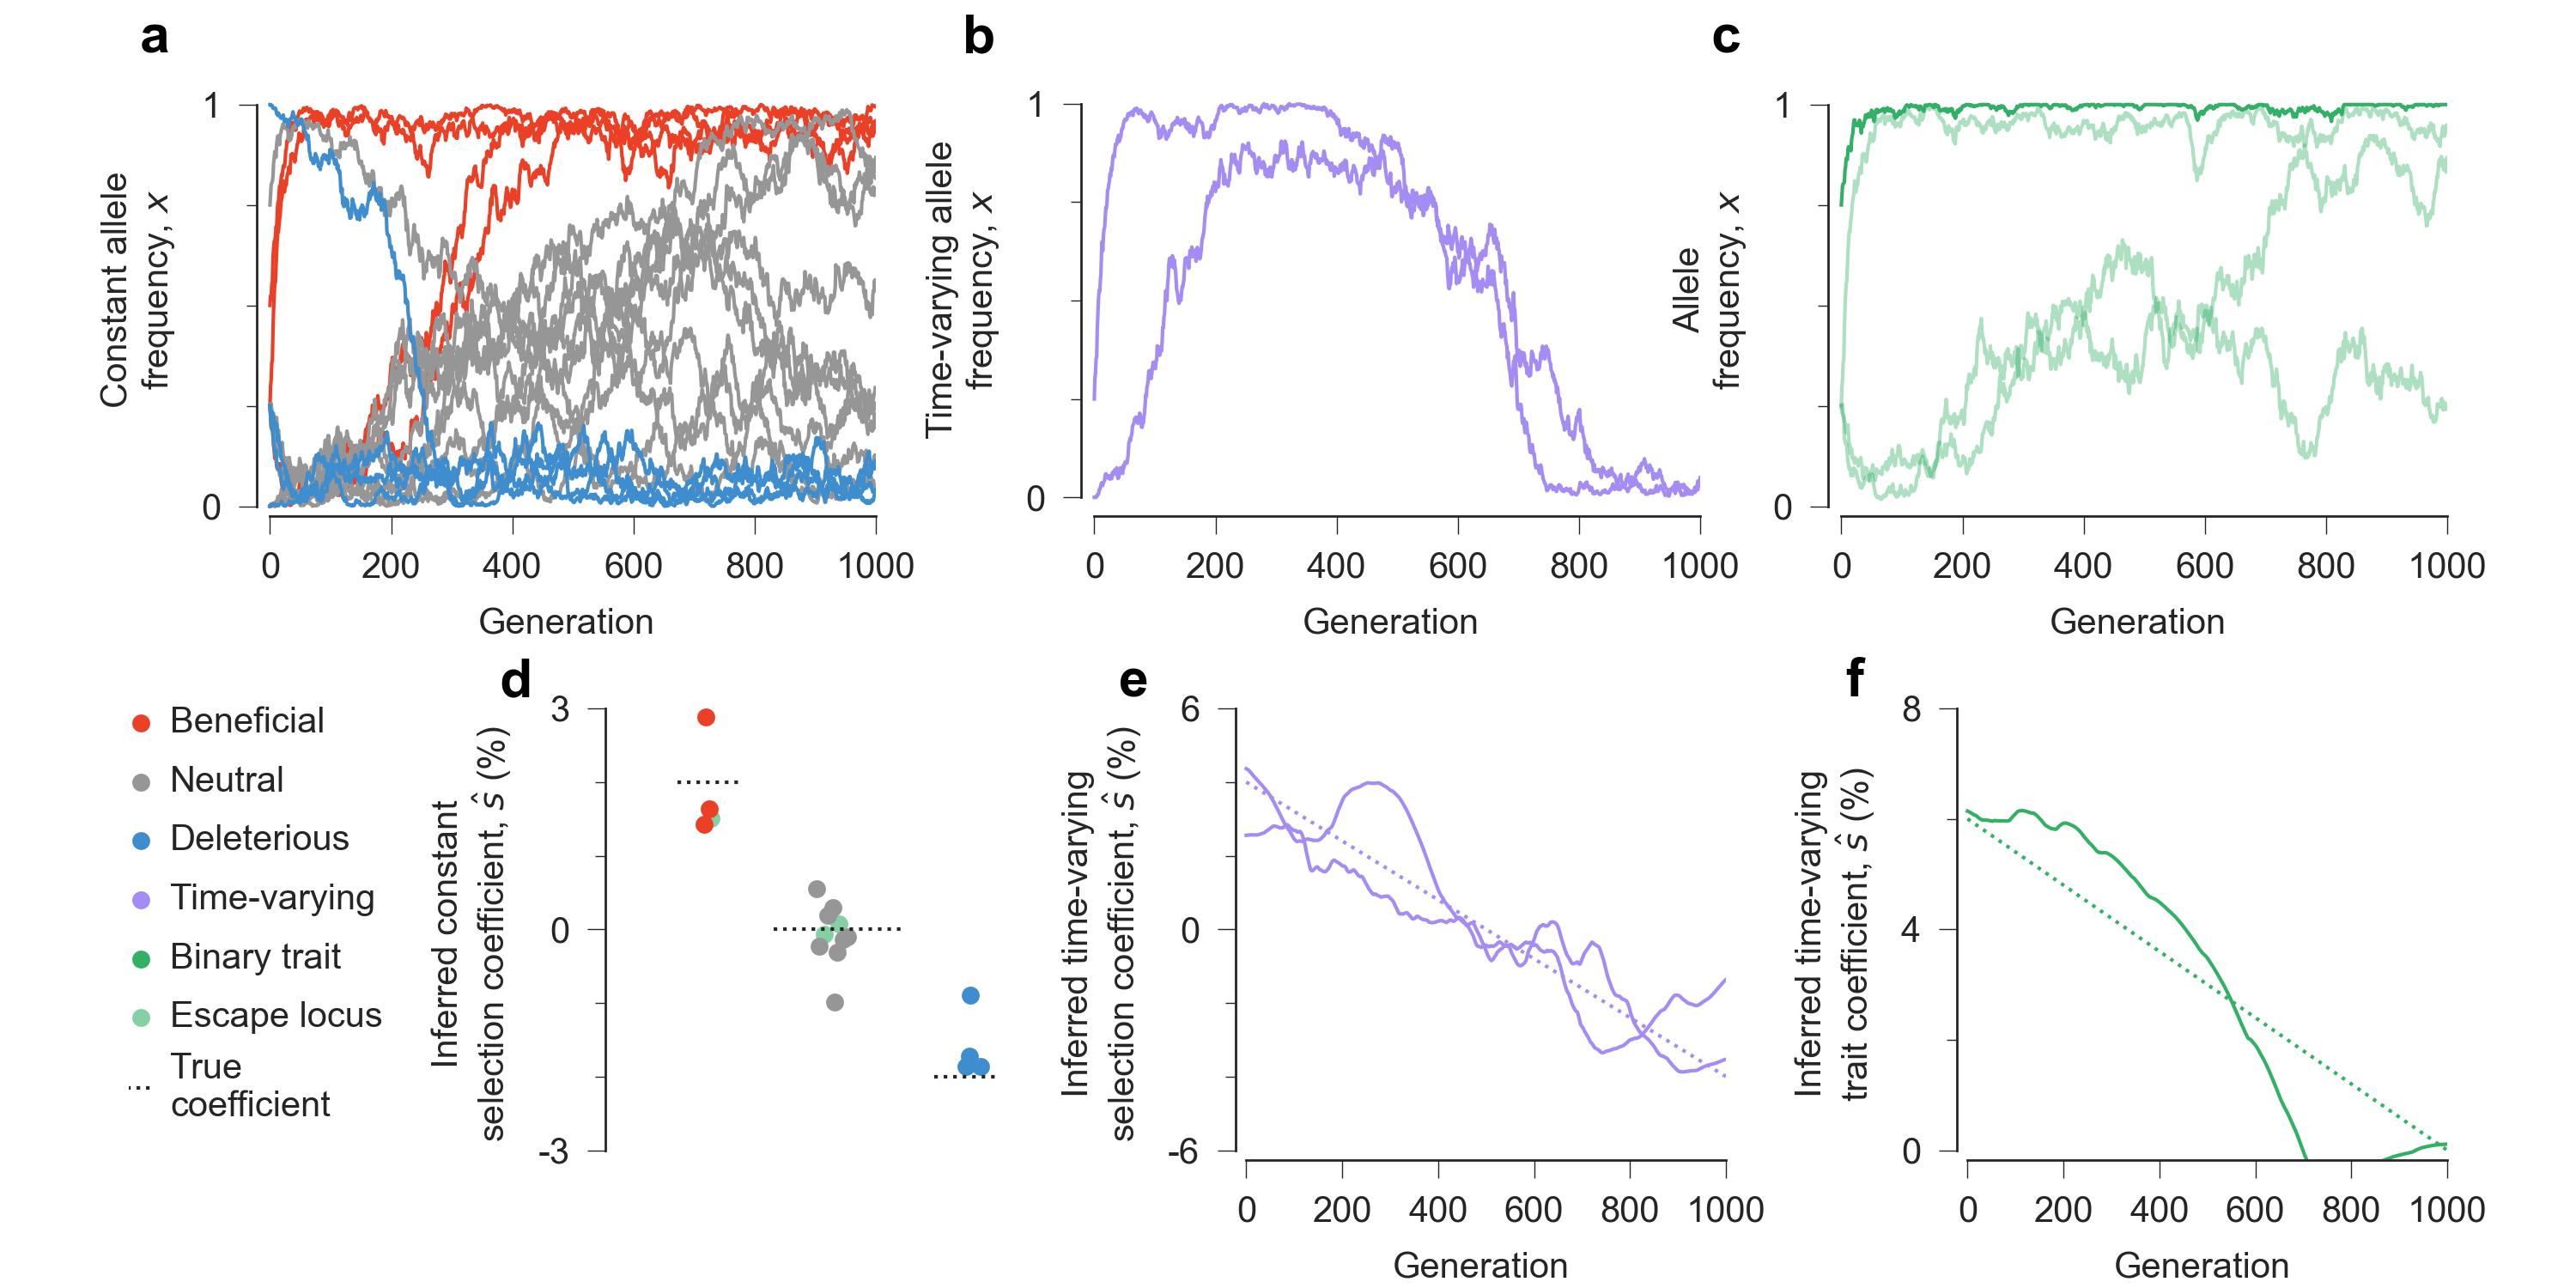 a
1
0
Constant allele
frequency, x
0 200 400 600 800 1000
Generation
b
1
0
Time-varying allele
frequency, x
0 200 400 600 800 1000
Generation
c
1
0
Allele
frequency, x
0 200 400 600 800 1000
Generation
Beneficial
Neutral
Deleterious
Time-varying
Binary trait
Escape locus
True
coefficient
d
3
0
-3
Inferred constant
selection coefficient, ŝ (%)
e
6
0
-6
Inferred time-varying
selection coefficient, ŝ (%)
0 200 400 600 800 1000
Generation
f
8
4
0
Inferred time-varying
trait coefficient, ŝ (%)
0 200 400 600 800 1000
Generation